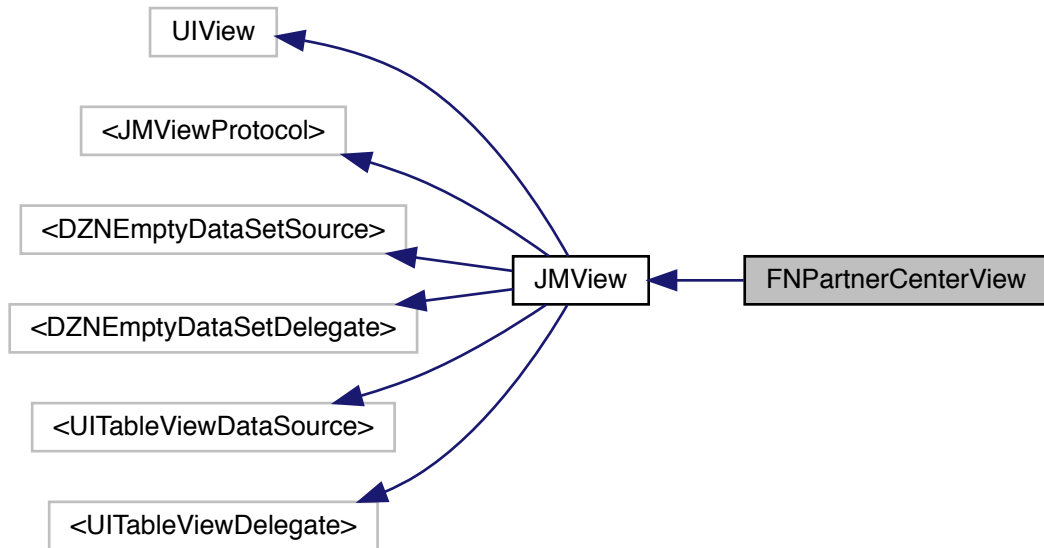 UIView
<JMViewProtocol>
<DZNEmptyDataSetSource>
<DZNEmptyDataSetDelegate>
<UITableViewDataSource>
<UITableViewDelegate>
JMView
FNPartnerCenterView